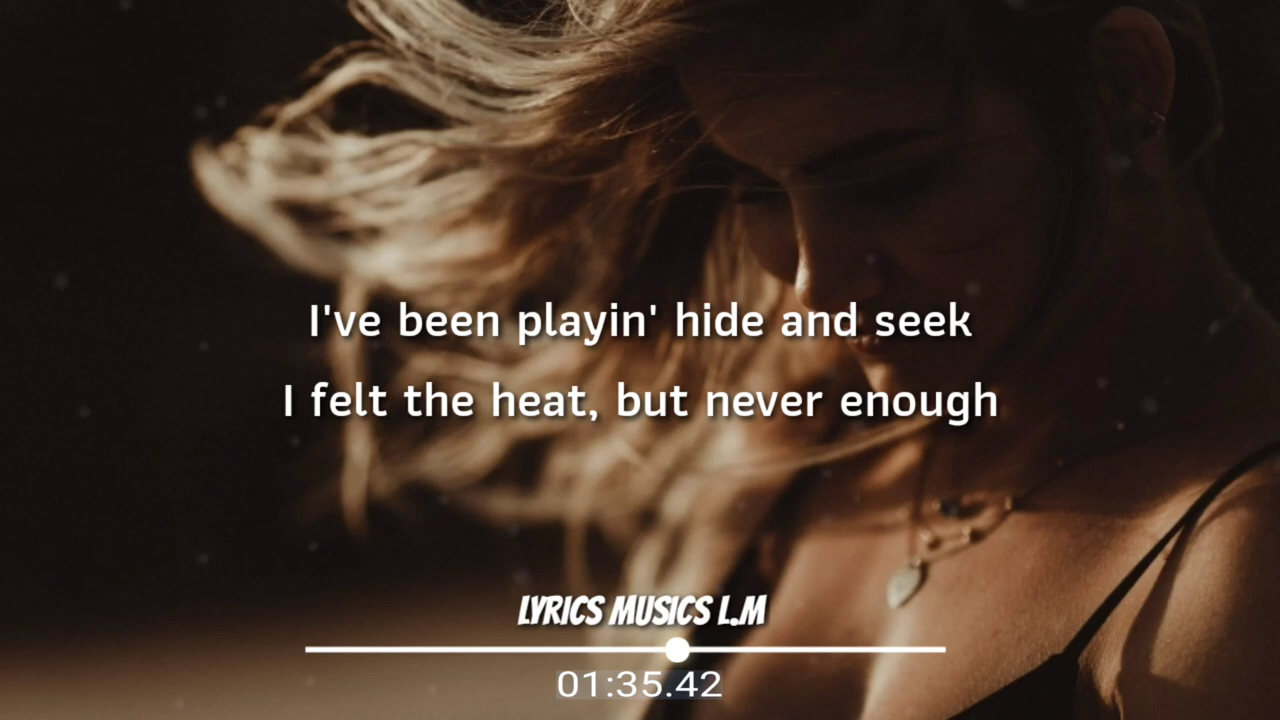 I've been playin' hide and seek
I felt the heat, but never enough
LYRICS MUSICS L.M
01:35.42